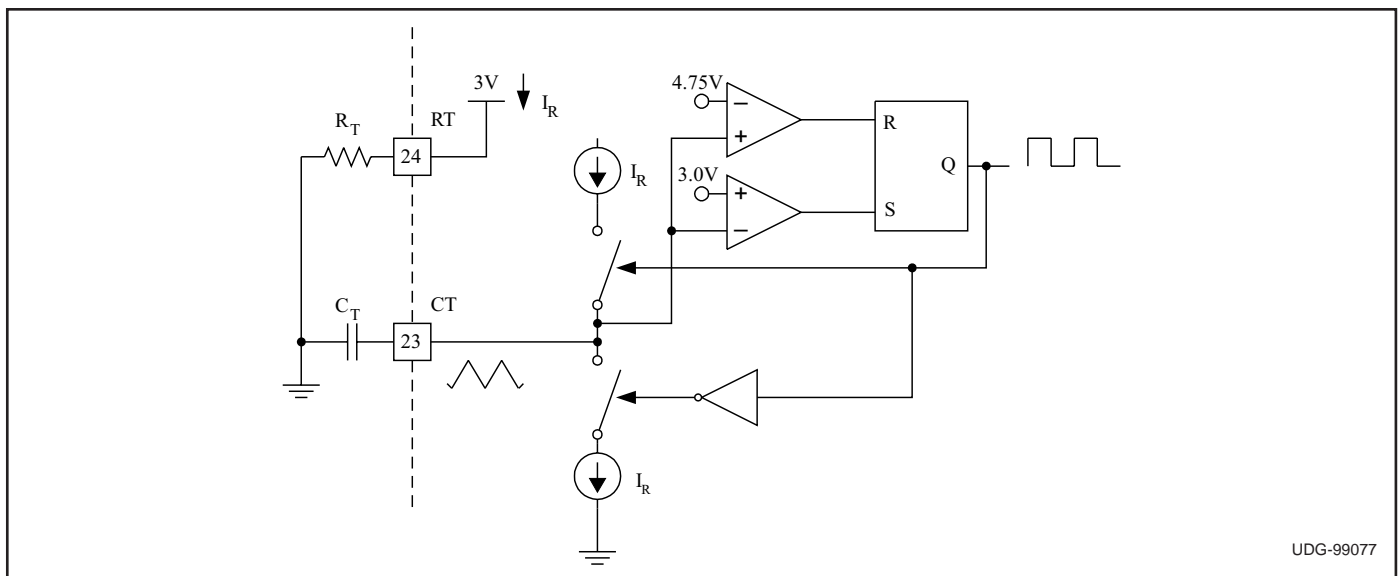 3V
I_R
R_T
RT
24
4.75V
−
+
R
I_R
3.0V
+
−
Q
S
C_T
CT
23
I_R
UDG-99077